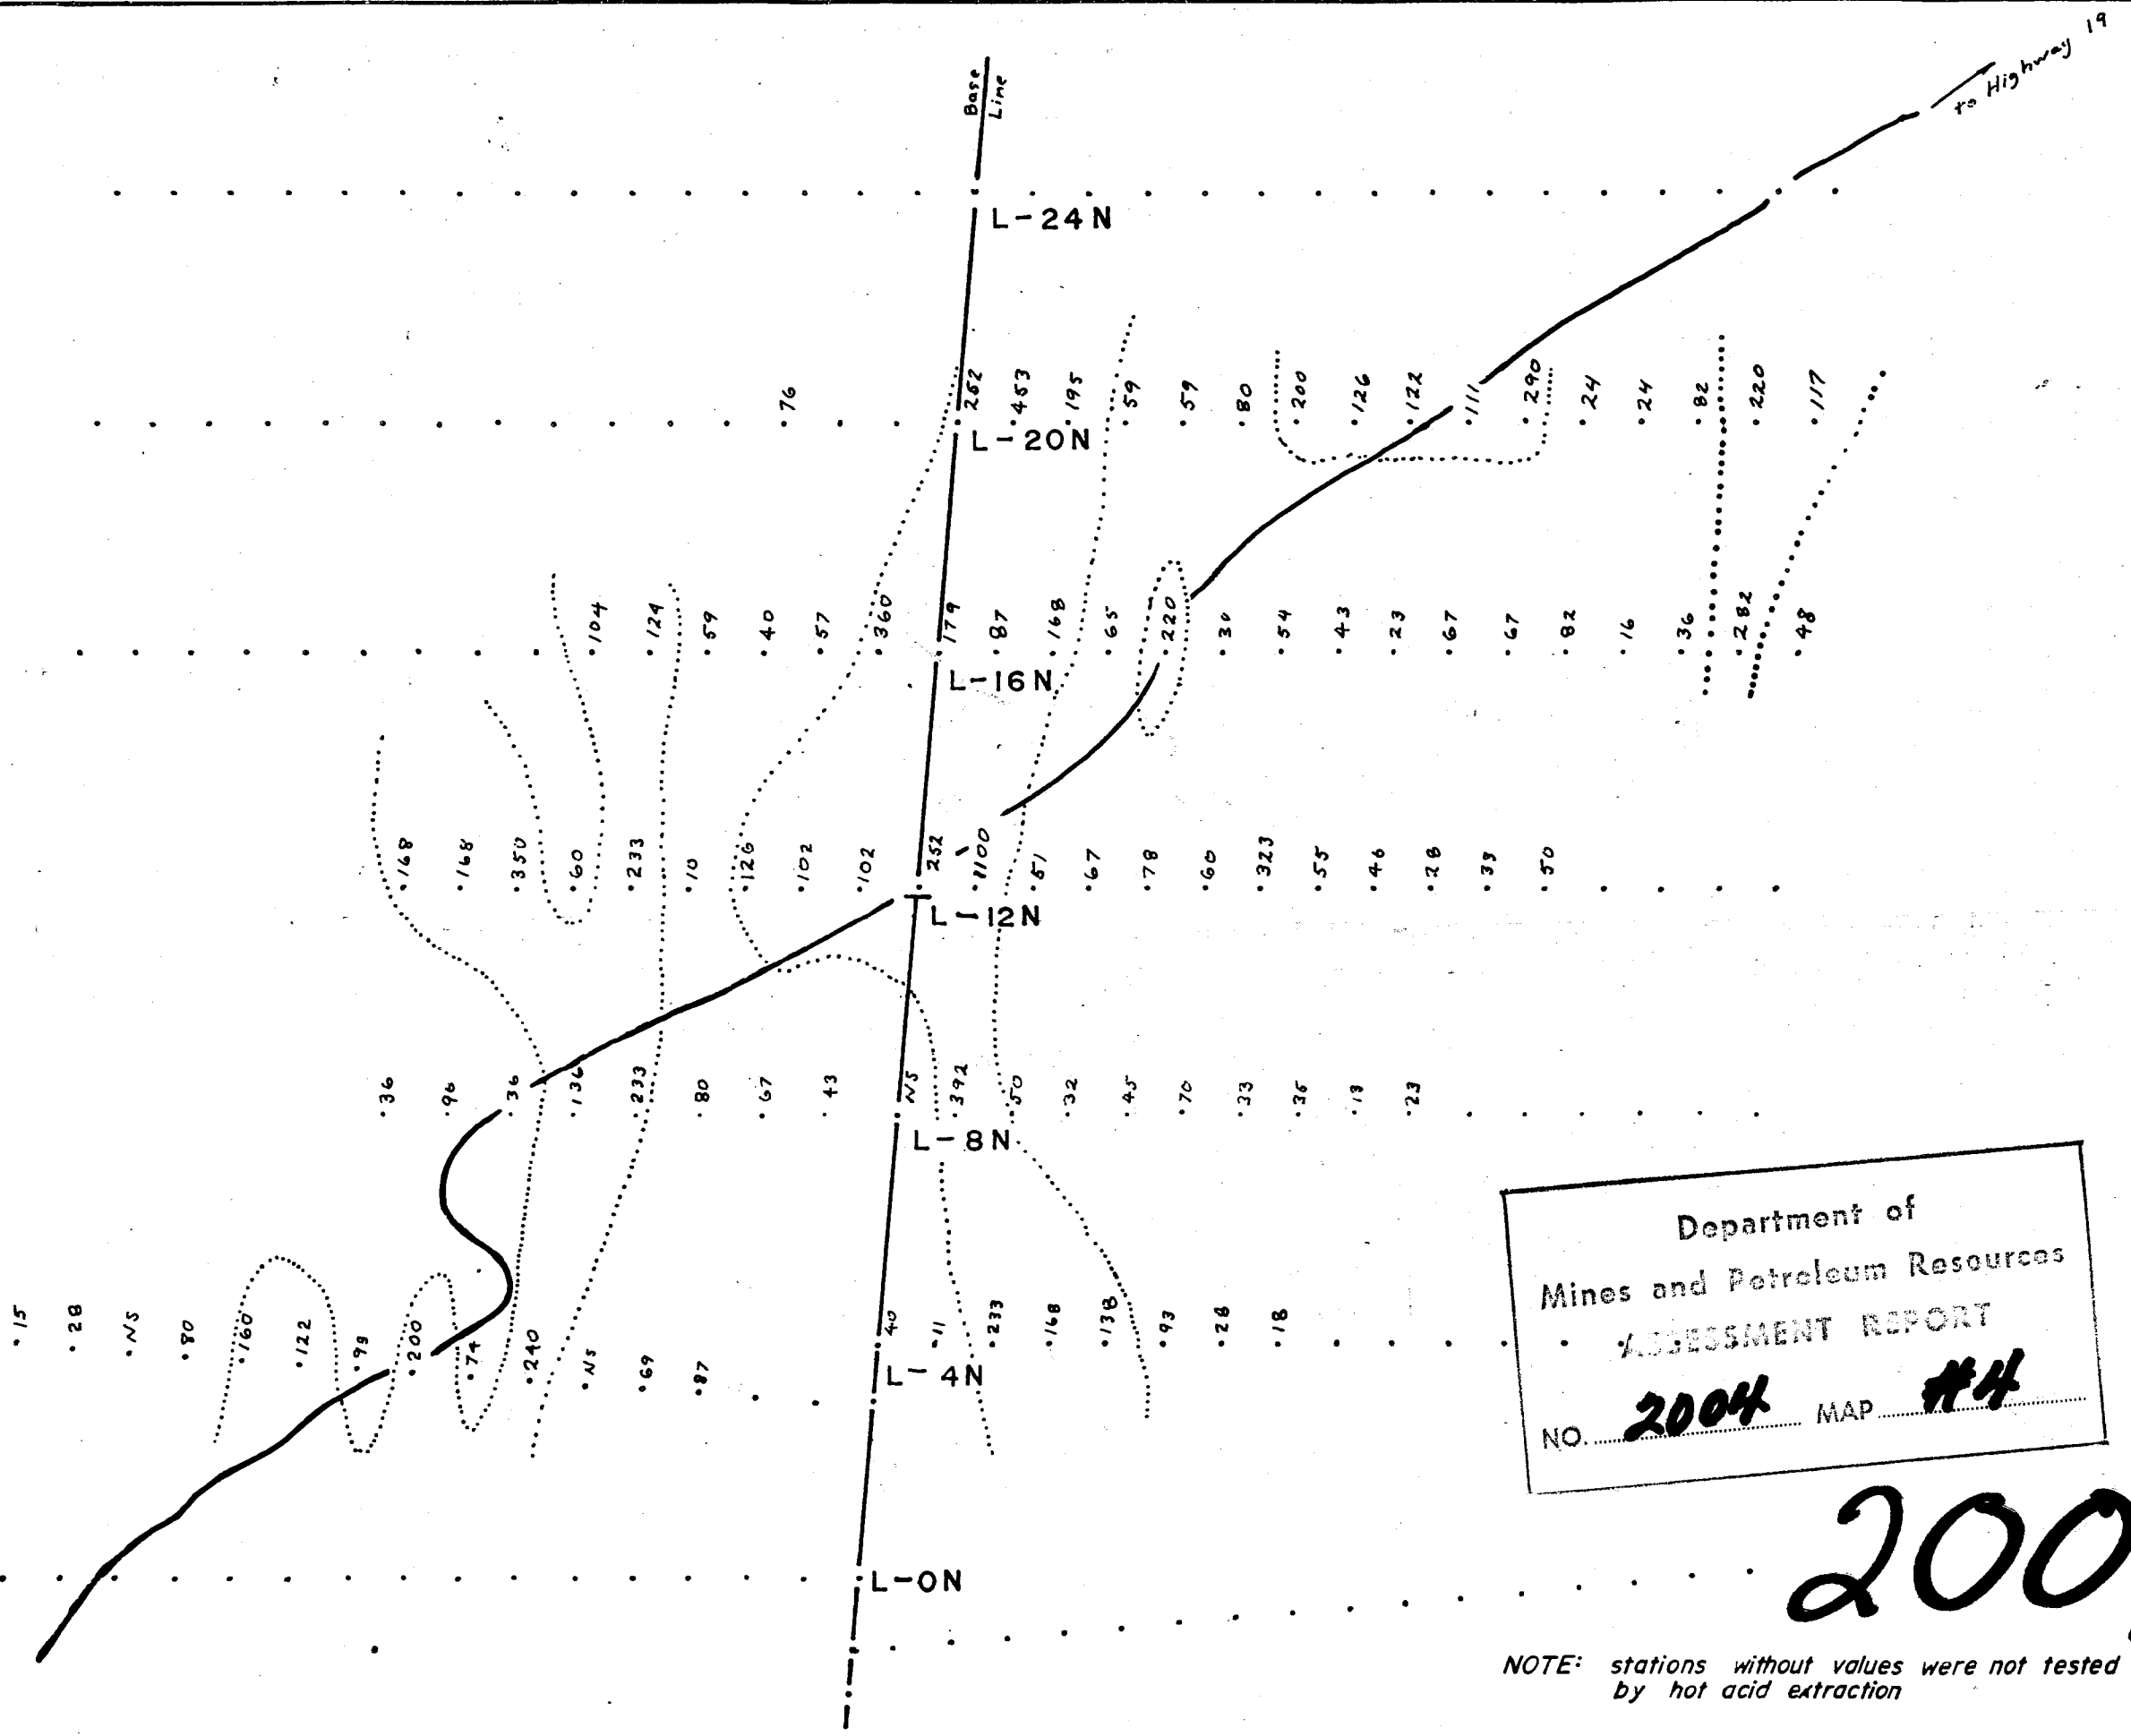 to Highway 19
Base
Line
L-24N
76 252 453 195 59 59 80 200 126 122 111 290 24 24 82 220 117
L-20N
104 124 59 40 57 360 179 87 168 65 220 30 54 43 23 67 67 82 16 36 282 48
L-16N
168 168 350 60 233 10 126 102 102 252 1100 51 67 78 60 323 55 46 28 39 50
L-12N
36 96 36 136 233 80 67 43 NS 392 50 32 45 70 33 36 13 23
L-8N
15 28 NS 80 160 122 99 200 74 240 NS 69 87 40 11 233 168 138 93 28 18
L-4N
L-ON
Department of
Mines and Petroleum Resources
ASSESSMENT REPORT
NO. 2004 MAP #4
200
NOTE: stations without values were not tested
by hot acid extraction